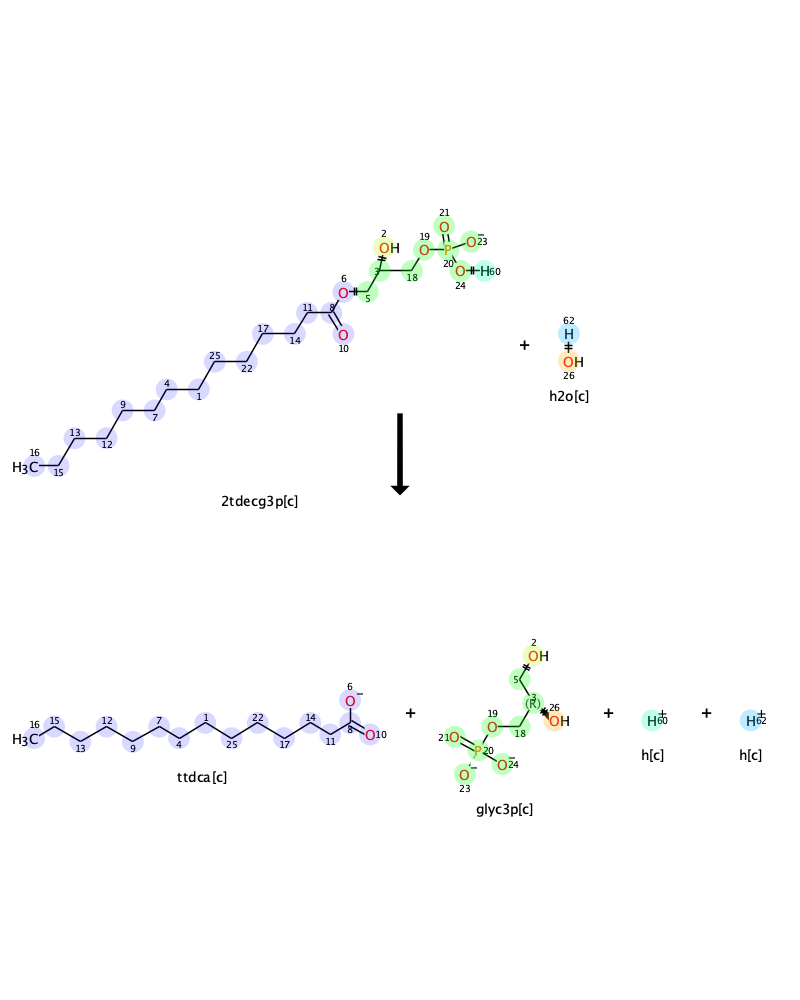 21
2
OH
19
O
O
−
23
6
3
P
20
O
5
18
O
H60
24
11
8
O
62
17
14
O
10
H
+
OH
26
25
22
h2o[c]
4
1
9
7
13
12
16
H3C
15
2tdecg3p[c]
2
OH
5
6
3
O−
(R)
26
OH
16
15
12
7
1
22
14
8
O10
+
19
O
18
+
H+60
+
H+62
H3C
13
9
4
25
17
11
21O
P20
O−24
h[c]
h[c]
ttdca[c]
O−
23
glyc3p[c]